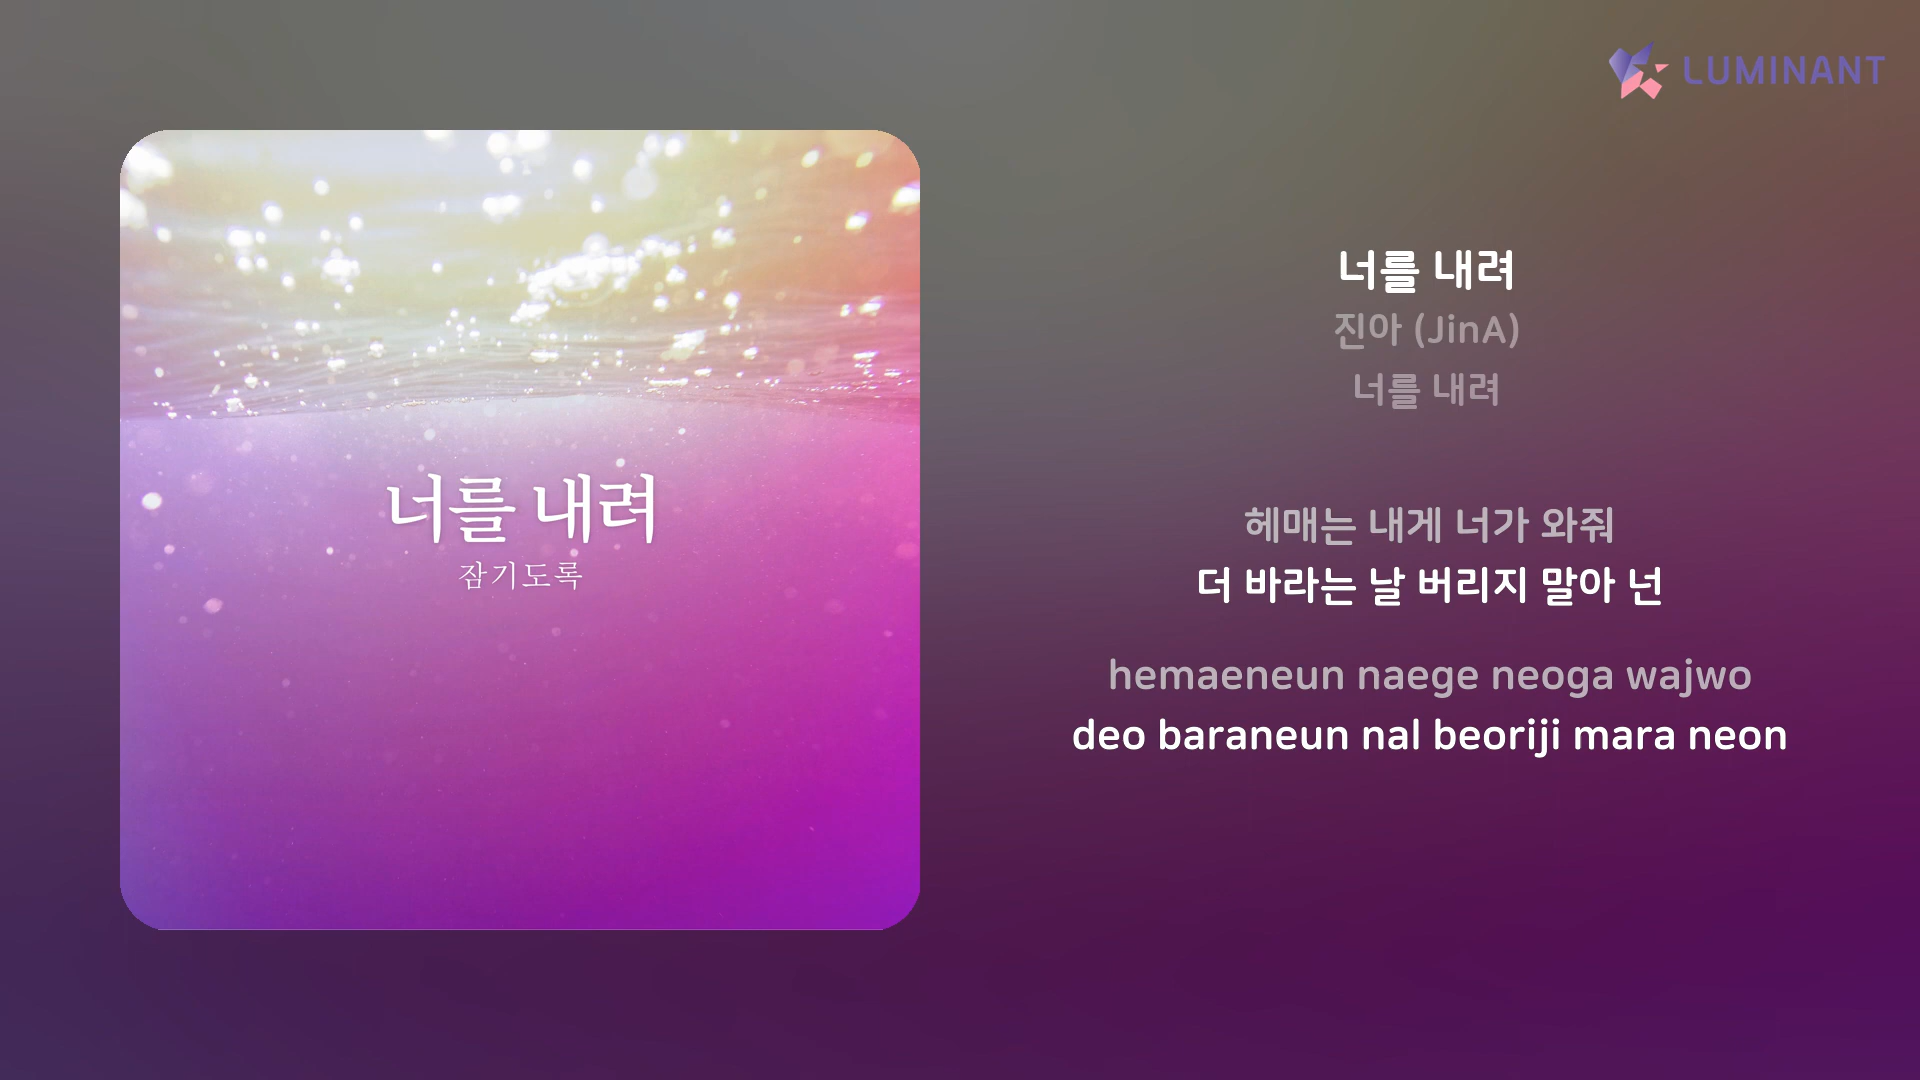 LUMINANT
너를 내려
잠기도록
너를 내려
진아 (JinA)
너를 내려
헤매는 내게 너가 와줘
더 바라는 날 버리지 말아 넌
hemaeneun naege neoga wajwo
deo baraneun nal beoriji mara neon